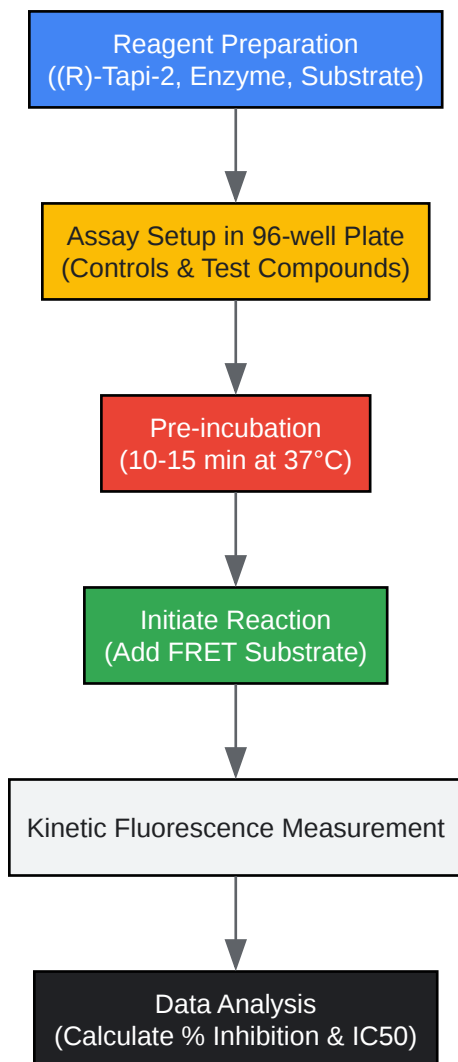 Reagent Preparation
((R)-Tapi-2, Enzyme, Substrate)
Assay Setup in 96-well Plate
(Controls & Test Compounds)
Pre-incubation
(10-15 min at 37°C)
Initiate Reaction
(Add FRET Substrate)
Kinetic Fluorescence Measurement
Data Analysis
(Calculate % Inhibition & IC50)